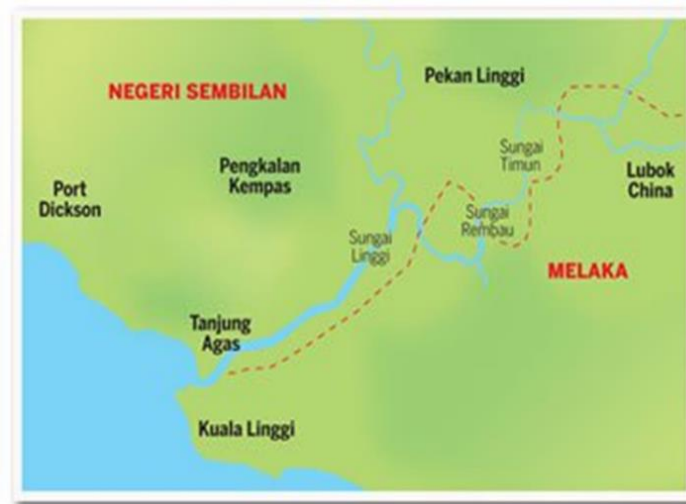 NEGERI SEMBILAN
Pekan Linggi
Pengkalan
Kempas
Port
Dickson
Sungai
Timun
Lubok
China
Sungai
Rembau
Sungai
Linggi
MELAKA
Tanjung
Agas
Kuala Linggi